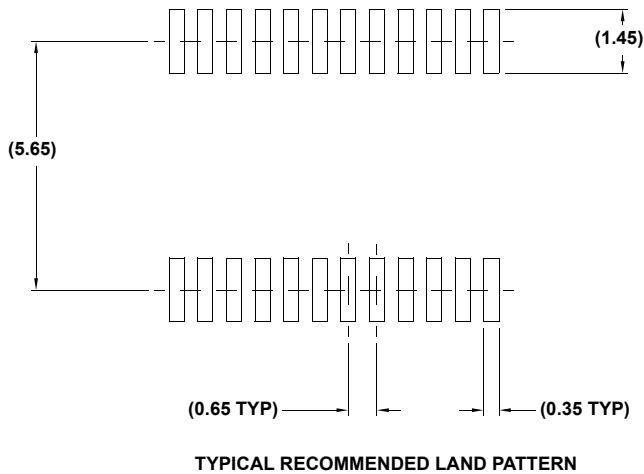 (1.45)
(5.65)
(0.65 TYP)
(0.35 TYP)
TYPICAL RECOMMENDED LAND PATTERN